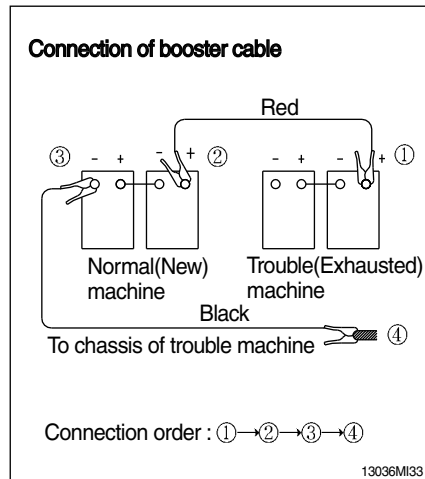 Connection of booster cable
Red
③ - + - + ② - + - + ①
Normal(New) machine
Trouble(Exhausted) machine
Black
To chassis of trouble machine ④
Connection order : ①→②→③→④
13036MI33